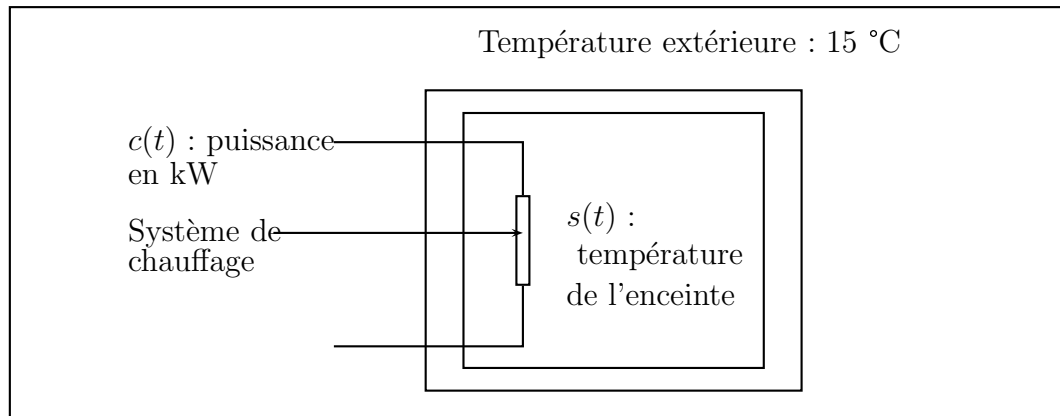 Température extérieure : 15 °C
c(t) : puissance
en kW
Système de
chauffage
s(t) :
température
de l'enceinte